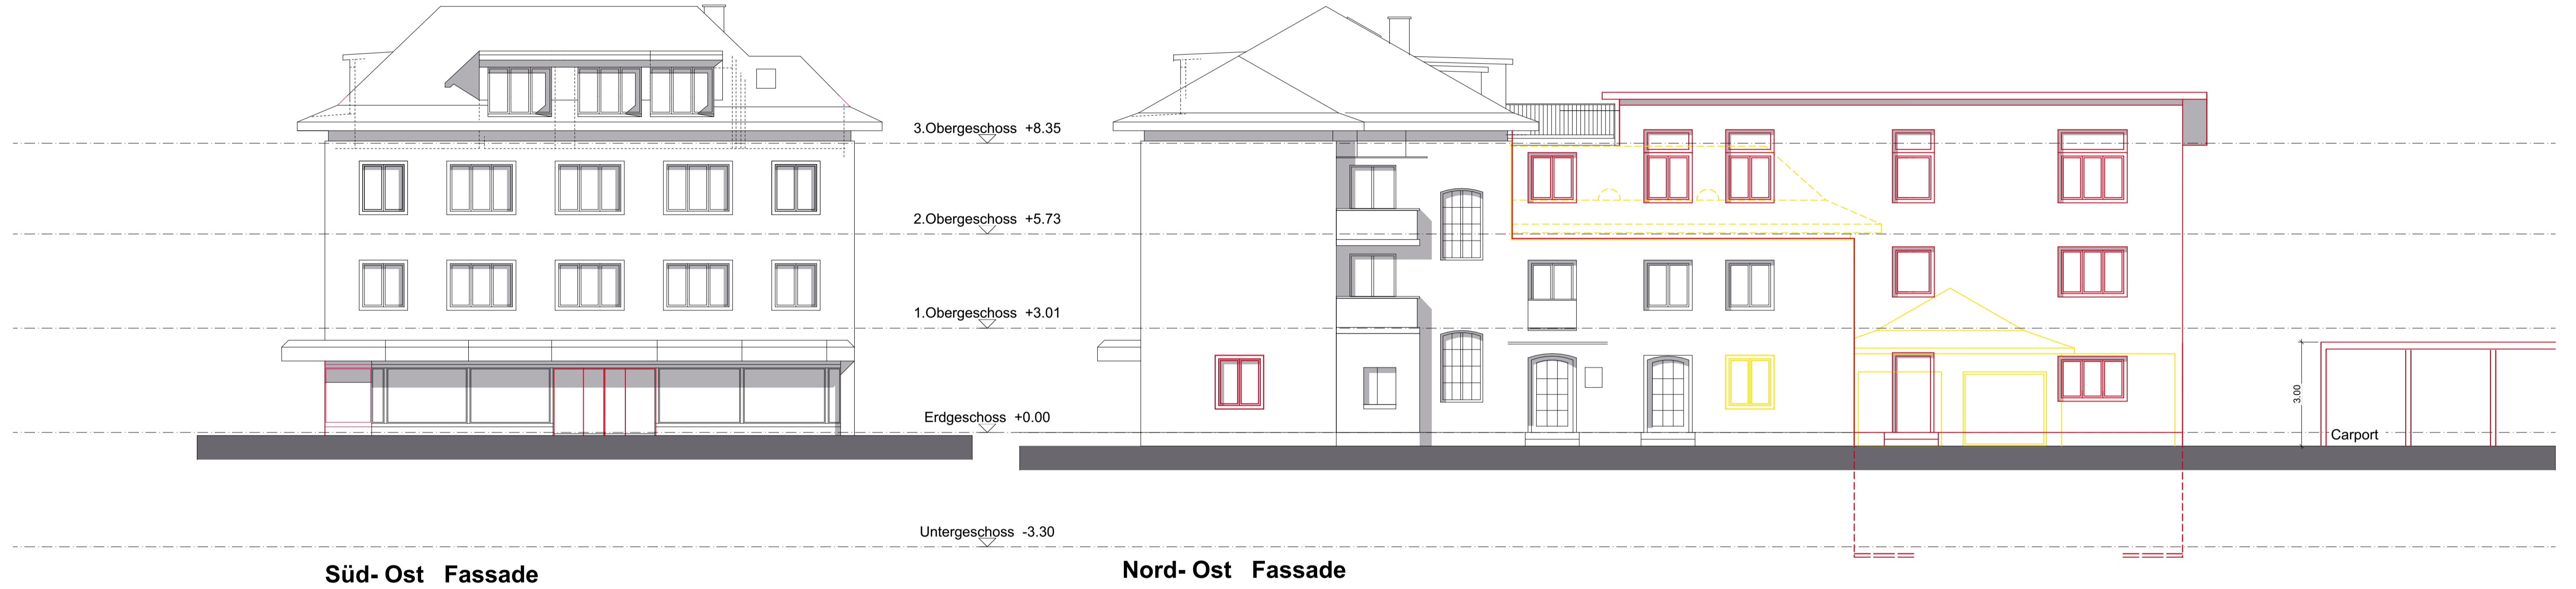 3.Obergeschoss +8.35
2.Obergeschoss +5.73
1.Obergeschoss +3.01
Erdgeschoss +0.00
3.00
Carport
Untergeschoss -3.30
Süd- Ost Fassade
Nord- Ost Fassade